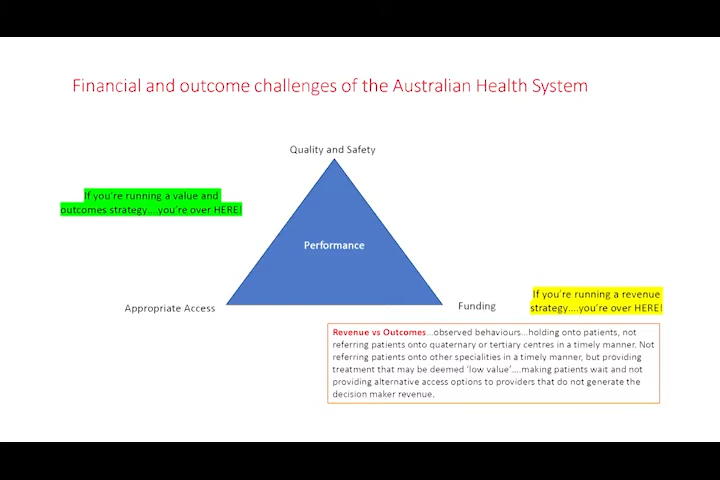 Financial and outcome challenges of the Australian Health System
Quality and Safety
If you're running a value and
outcomes strategy....you're over HERE!
Performance
Appropriate Access
Funding
If you're running a revenue
strategy....you're over HERE!
Revenue vs Outcomes...observed behaviours...holding onto patients, not
referring patients onto quaternary or tertiary centres in a timely manner. Not
referring patients onto other specialities in a timely manner, but providing
treatment that may be deemed 'low value'....making patients wait and not
providing alternative access options to providers that do not generate the
decision maker revenue.